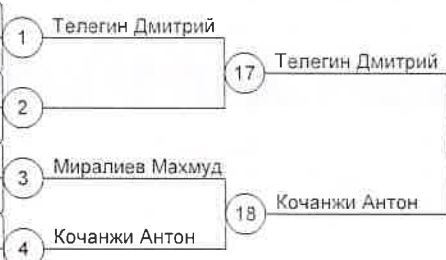 1 Телегин Дмитрий
17 Телегин Дмитрий
2
3 Миралиев Махмуд
18 Кочанжи Антон
4 Кочанжи Антон